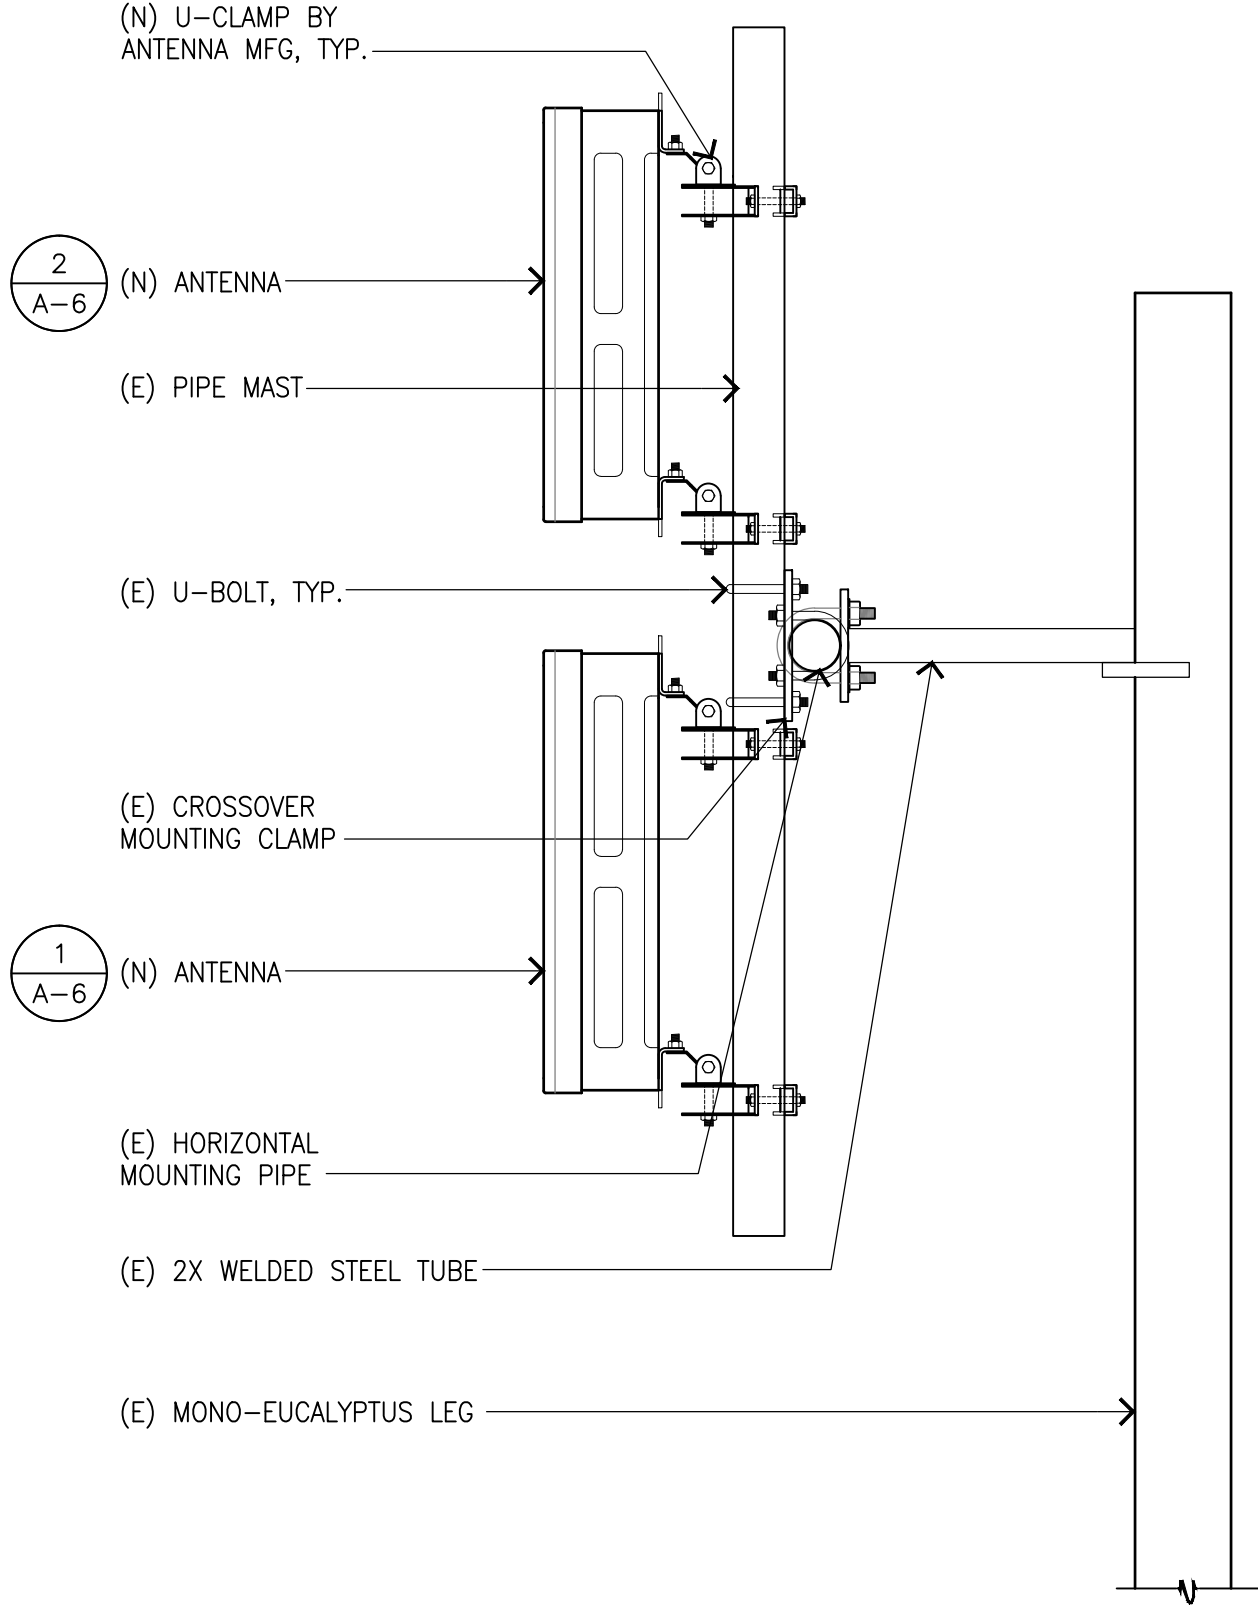 (N) U-CLAMP BY
ANTENNA MFG, TYP.
2
A-6
(N) ANTENNA
(E) PIPE MAST
(E) U-BOLT, TYP.
(E) CROSSOVER
MOUNTING CLAMP
1
A-6
(N) ANTENNA
(E) HORIZONTAL
MOUNTING PIPE
(E) 2X WELDED STEEL TUBE
(E) MONO-EUCALYPTUS LEG